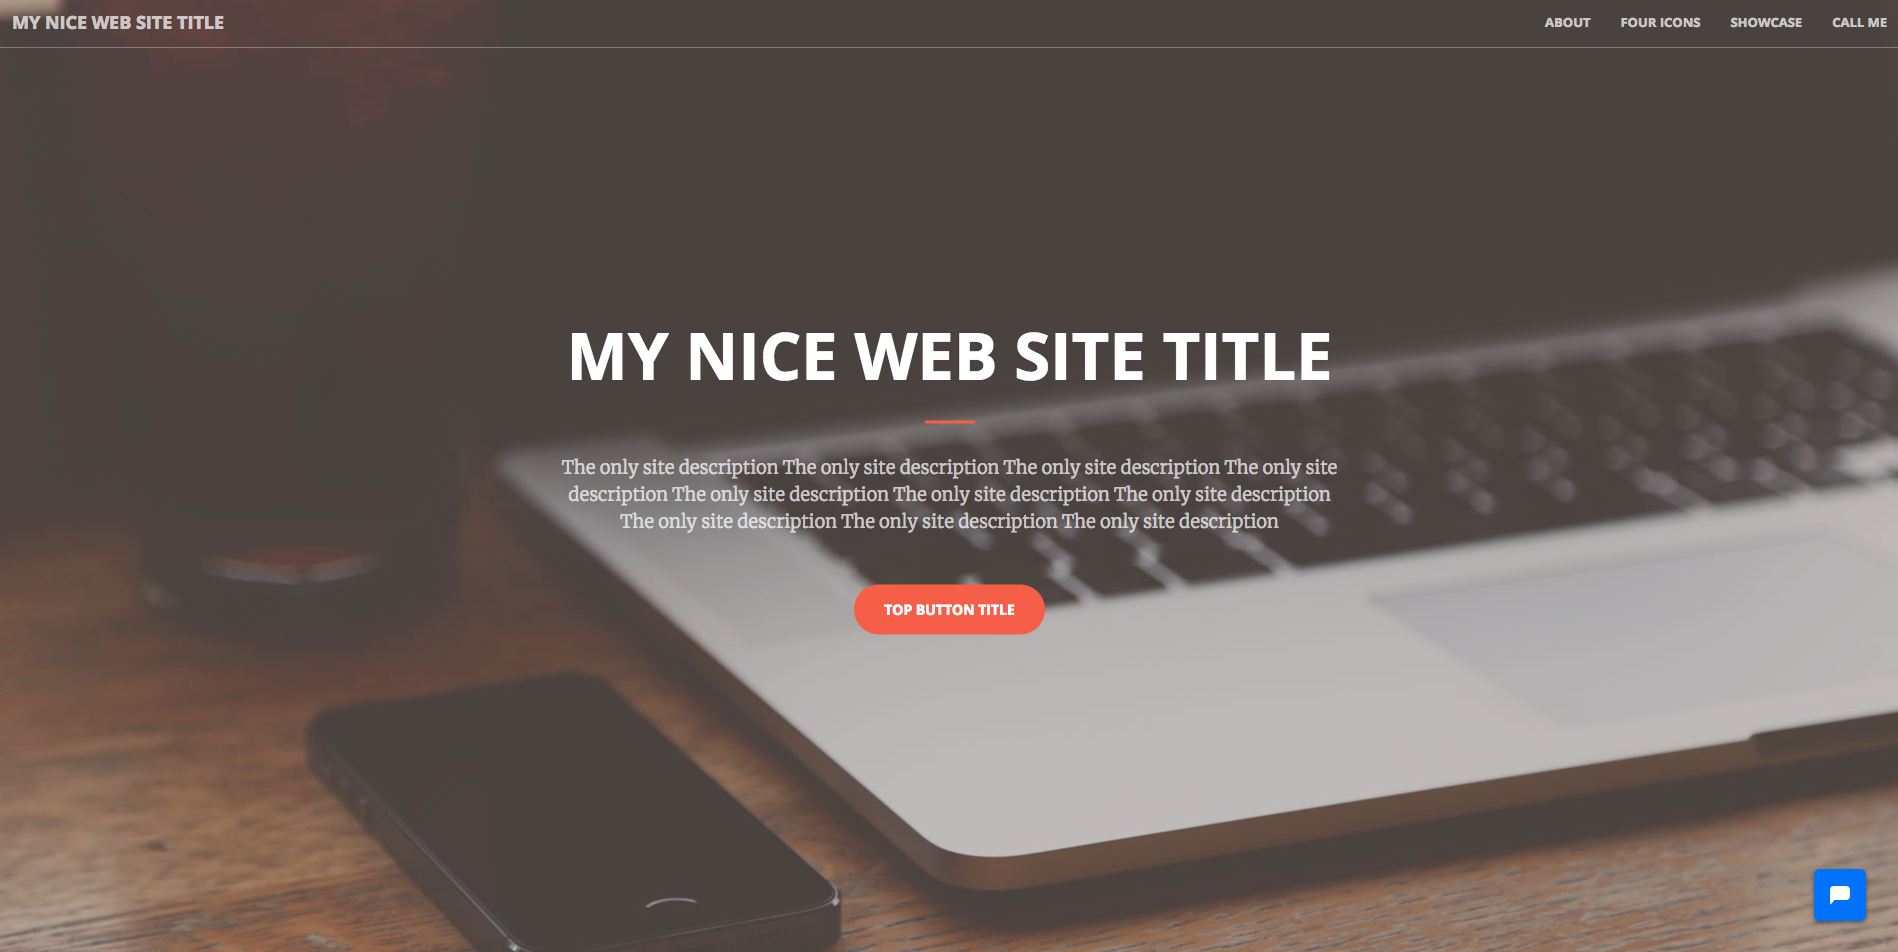 MY NICE WEB SITE TITLE
ABOUT FOUR ICONS SHOWCASE CALL ME
MY NICE WEB SITE TITLE
The only site description The only site description The only site description The only site
description The only site description The only site description The only site description
The only site description The only site description The only site description
TOP BUTTON TITLE